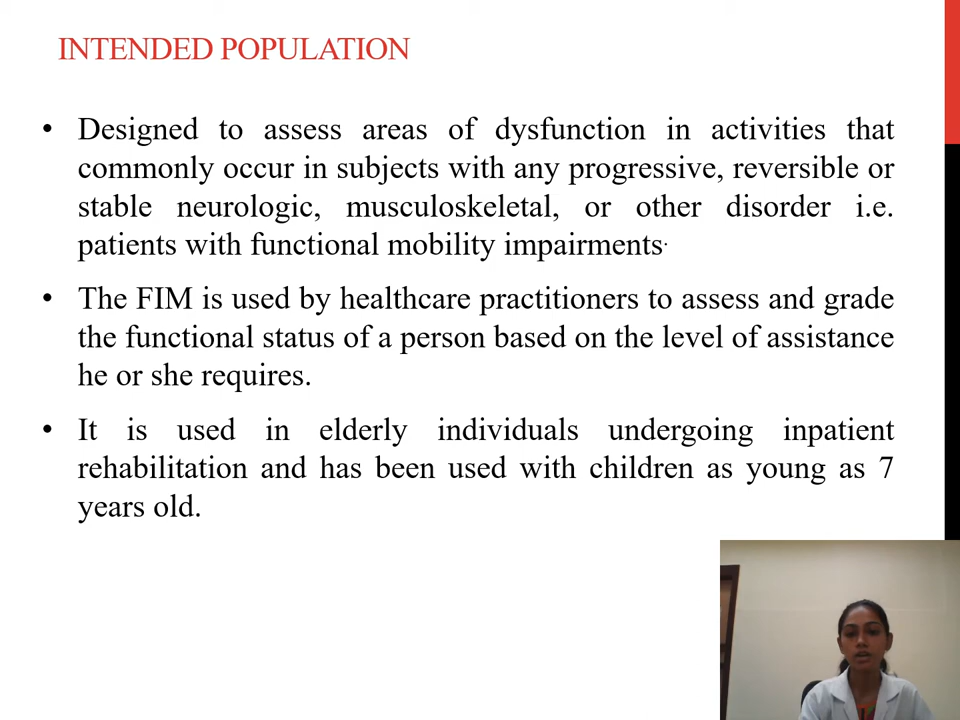 INTENDED POPULATION
• Designed to assess areas of dysfunction in activities that
commonly occur in subjects with any progressive, reversible or
stable neurologic, musculoskeletal, or other disorder i.e.
patients with functional mobility impairments.
• The FIM is used by healthcare practitioners to assess and grade
the functional status of a person based on the level of assistance
he or she requires.
• It is used in elderly individuals undergoing inpatient
rehabilitation and has been used with children as young as 7
years old.